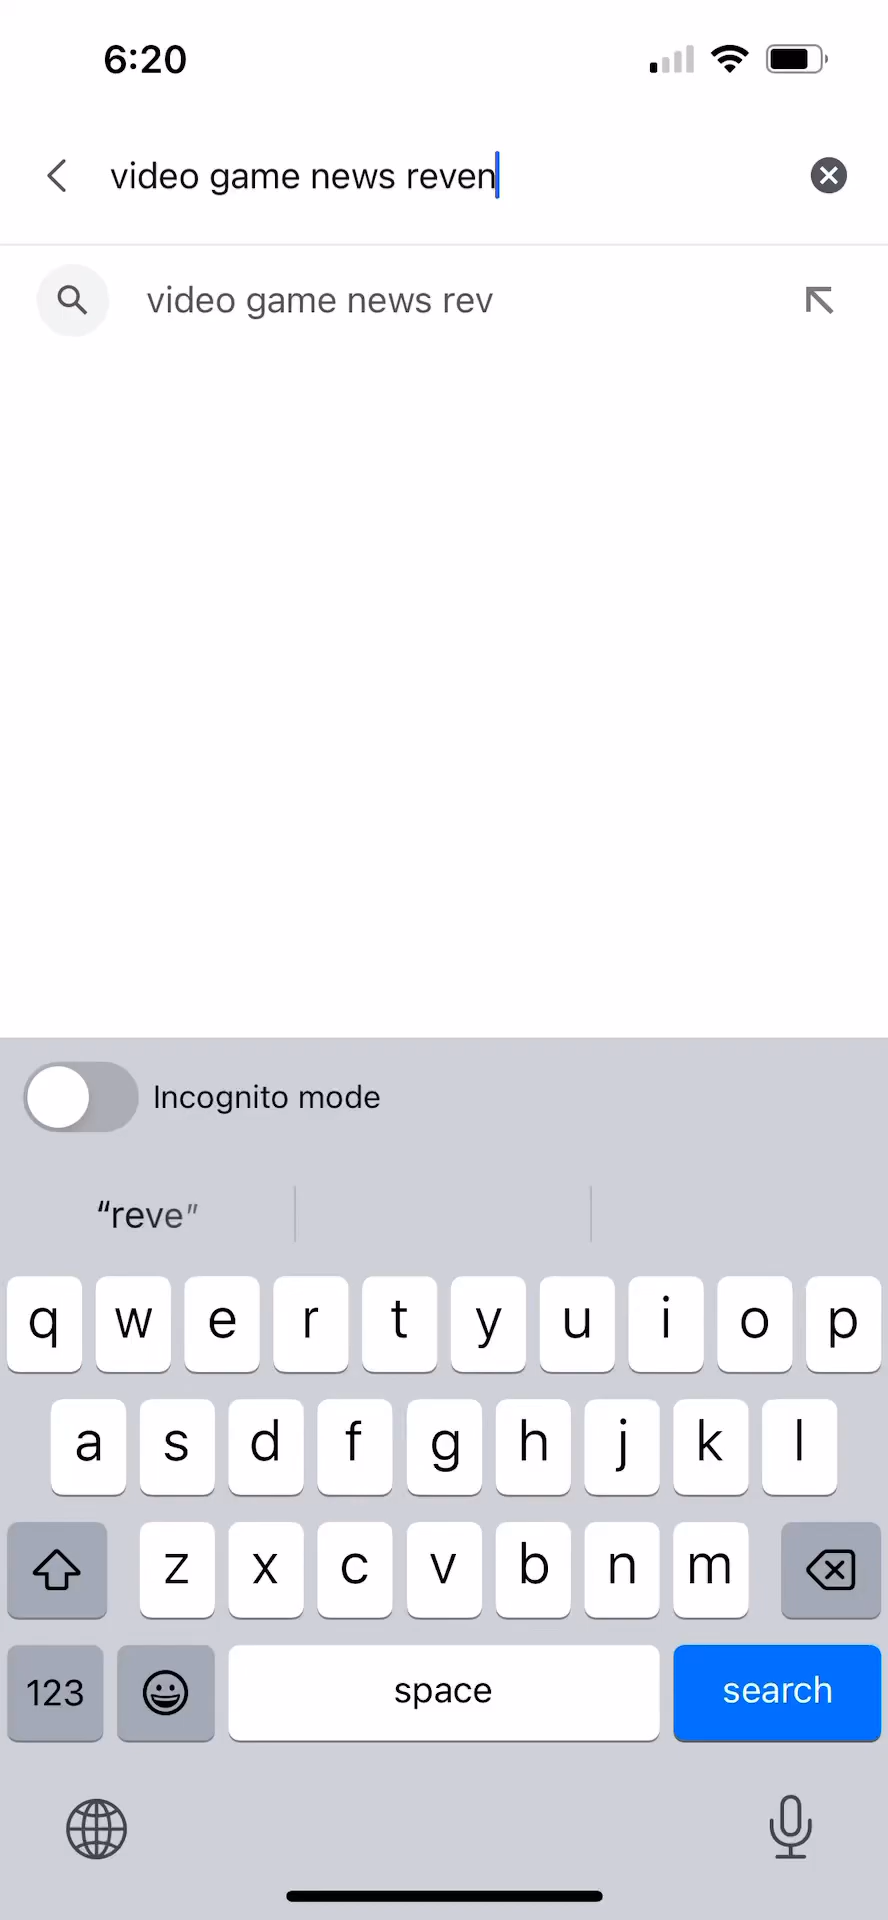 6:20
video game news reven
video game news rev
Incognito mode
“reve”
q w e r t y u i o p
a s d f g h j k l
z x c v b n m
123 space search